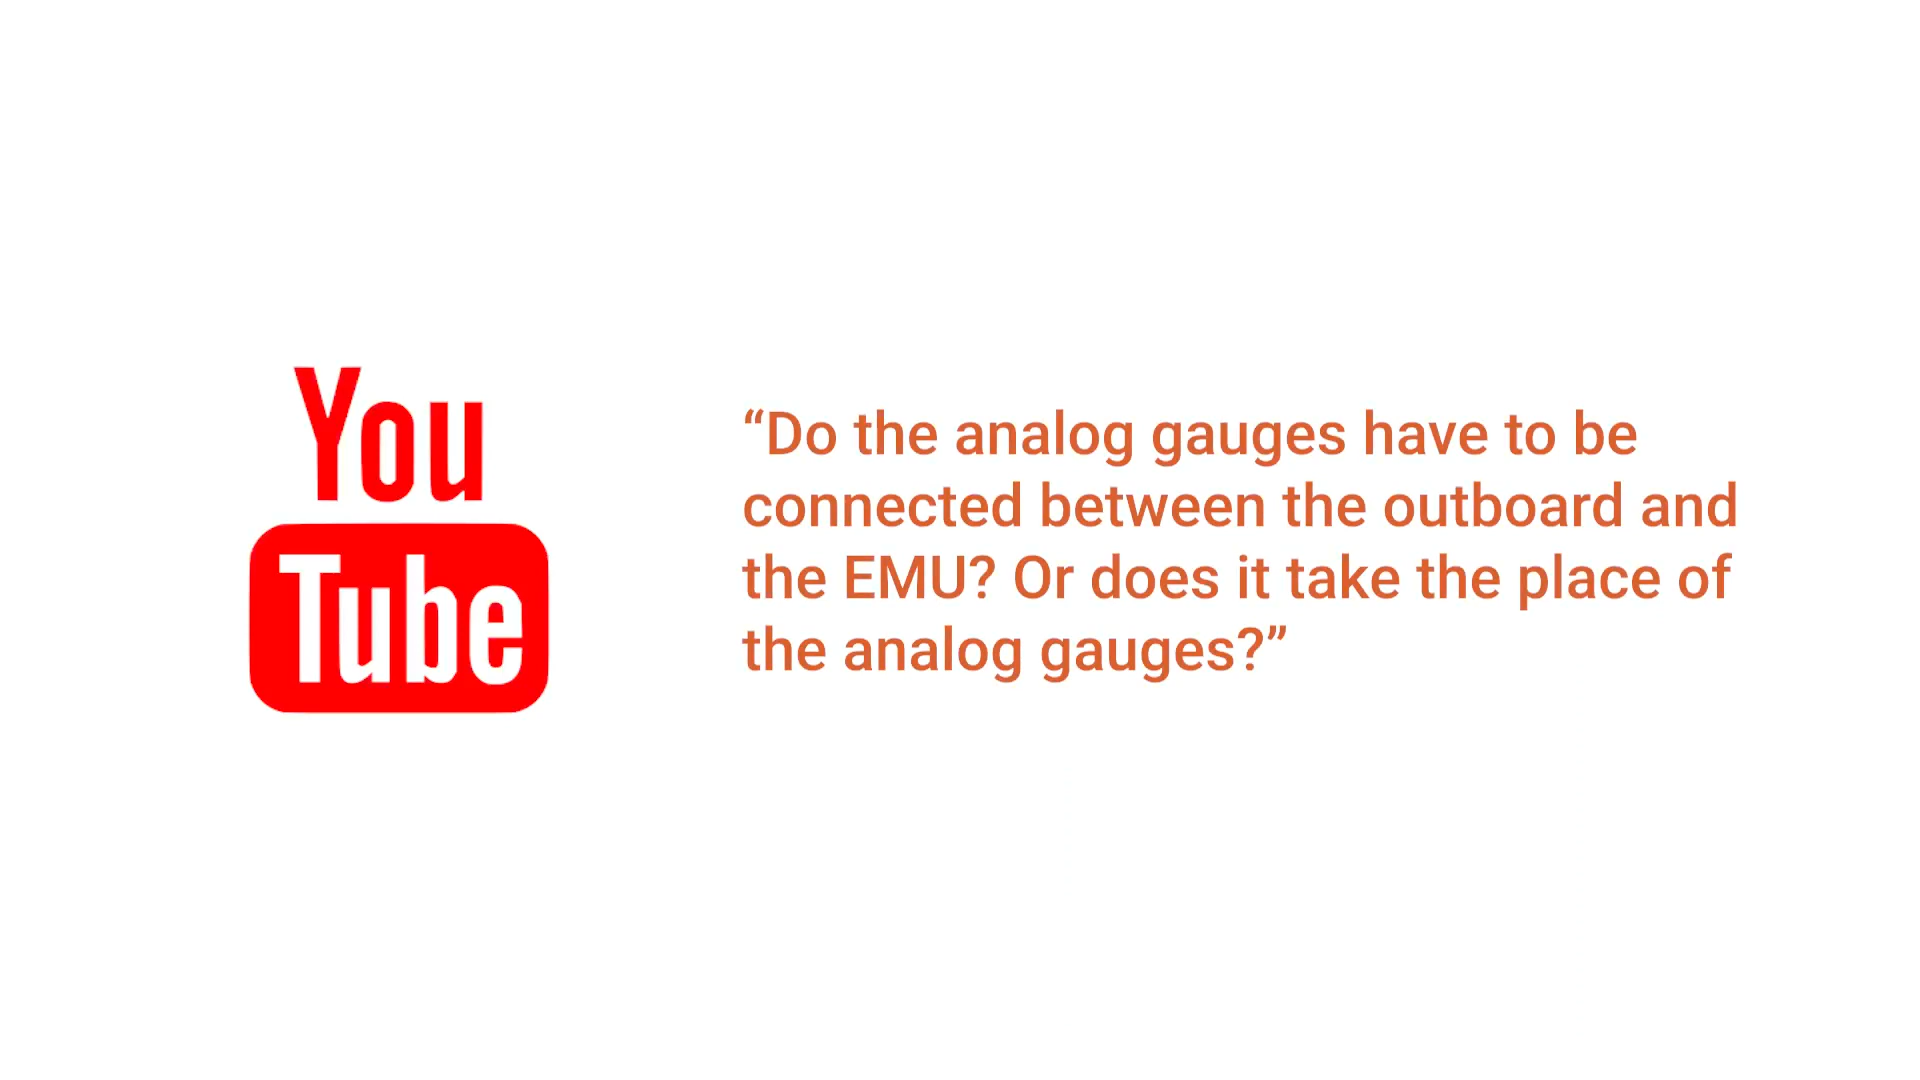 You
Tube
“Do the analog gauges have to be
connected between the outboard and
the EMU? Or does it take the place of
the analog gauges?”